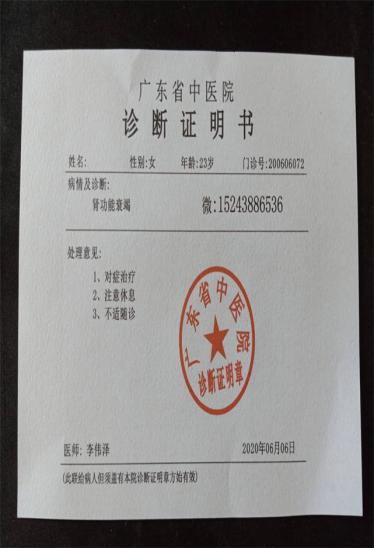 广东省中医院
诊断证明书
姓名: 性别:女 年龄:23岁 门诊号:200606072
病情及诊断:
肾功能衰竭 微:15243886536
处理意见:
1、对症治疗
2、注意休息
3、不适随诊
广东省中医院
诊断证明章
医师: 李伟泽 2020年06月06日
(此联给病人但须盖有本院诊断证明章方始有效)